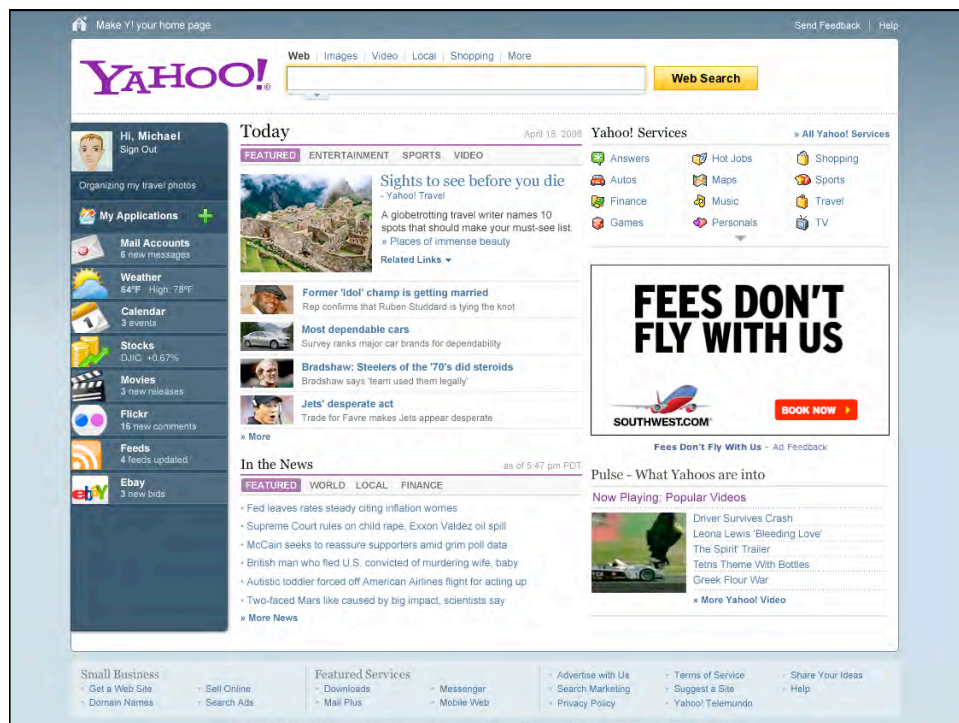 Make Y! your home page
Send Feedback | Help
YAHOO!®
Web | Images | Video | Local | Shopping | More
Web Search
Hi, Michael
Sign Out
Organizing my travel photos
My Applications
Mail Accounts
6 new messages
Weather
64°F High: 78°F
Calendar
3 events
Stocks
DJIC +0.67%
Movies
3 new releases
Flickr
16 new comments
Feeds
4 feeds updated
ebY
Ebay
3 new bids
Today
April 18, 2008
FEATURED ENTERTAINMENT SPORTS VIDEO
Sights to see before you die
- Yahoo! Travel
A globetrotting travel writer names 10
spots that should make your must-see list.
» Places of immense beauty
Related Links
Former 'Idol' champ is getting married
Rep confirms that Ruben Studdard is tying the knot
Most dependable cars
Survey ranks major car brands for dependability
Bradshaw: Steelers of the '70's did steroids
Bradshaw says 'team used them legally'
Jets' desperate act
Trade for Favre makes Jets appear desperate
» More
In the News
as of 5:47 pm PDT
FEATURED WORLD LOCAL FINANCE
• Fed leaves rates steady citing inflation worries
• Supreme Court rules on child rape, Exxon Valdez oil spill
• McCain seeks to reassure supporters amid grim poll data
• British man who fled U.S. convicted of murdering wife, baby
• Autistic toddler forced off American Airlines flight for acting up
• Two-faced Mars like caused by big impact, scientists say
» More News
Yahoo! Services
» All Yahoo! Services
Answers Hot Jobs Shopping
Autos Maps Sports
Finance Music Travel
Games Personals TV
FEES DON'T
FLY WITH US
SOUTHWEST.COM
BOOK NOW
Fees Don't Fly With Us - Ad Feedback
Pulse - What Yahoos are into
Now Playing: Popular Videos
Driver Survives Crash
Leona Lewis 'Bleeding Love'
The Spirit' Trailer
Tetris Theme With Bottles
Greek Flour War
» More Yahoo! Video
Small Business
Get a Web Site
Domain Names
Sell Online
Search Ads
Featured Services
Downloads
Mail Plus
Messenger
Mobile Web
Advertise with Us
Search Marketing
Privacy Policy
Terms of Service
Suggest a Site
Yahoo! Telemundo
Share Your Ideas
Help